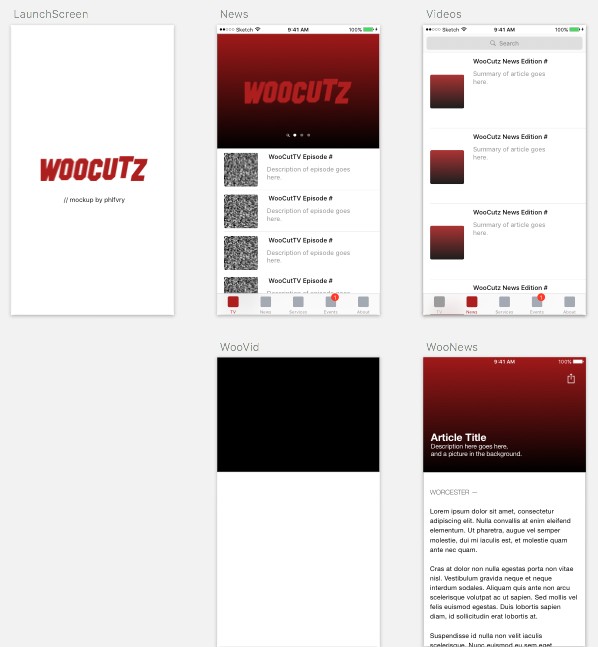 LaunchScreen
WOOCUTZ
// mockup by phlfvry
News
Sketch
9:41 AM
100%
WOOCUTZ
WooCutTV Episode #
Description of episode goes
here.
WooCutTV Episode #
Description of episode goes
here.
WooCutTV Episode #
Description of episode goes
here.
WooCutTV Episode #
Description of episode goes
here.
1
TV
News
Services
Events
About
Videos
Sketch
9:41 AM
100%
Search
WooCutz News Edition #
Summary of article goes
here.
WooCutz News Edition #
Summary of article goes
here.
WooCutz News Edition #
Summary of article goes
here.
WooCutz News Edition #
1
TV
News
Services
Events
About
WooVid
WooNews
9:41 AM
100%
Article Title
Description here goes here,
and a picture in the background.
WORCESTER —
Lorem ipsum dolor sit amet, consectetur
adipiscing elit. Nulla convallis at enim eleifend
elementum. Ut pharetra, augue vel semper
molestie, dui mi iaculis est, et molestie quam
ante nec quam.
Cras at dolor non nulla egestas porta non vitae
nisl. Vestibulum gravida neque et neque
interdum sodales. Aliquam quis ante non arcu
scelerisque volutpat ac ut sapien. Sed mollis vel
felis euismod egestas. Duis lobortis sapien
diam, id sollicitudin erat lobortis at.
Suspendisse id nulla non velit iaculis
scelerisque. Nunc euismod eu sem eget